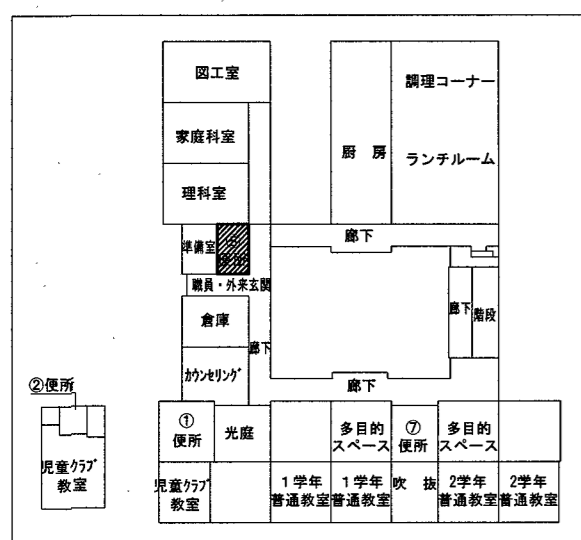 図工室
調理コーナー
家庭科室
厨 房
ランチルーム
理科室
準備室
廊下
職員・外来玄関
倉庫
廊下
階段
廊下
カウンセリング
廊下
②便所
①
便所
光庭
多目的
スペース
⑦
便所
多目的
スペース
児童クラブ
教室
児童クラブ
教室
1学年
普通教室
1学年
普通教室
吹 抜
2学年
普通教室
2学年
普通教室